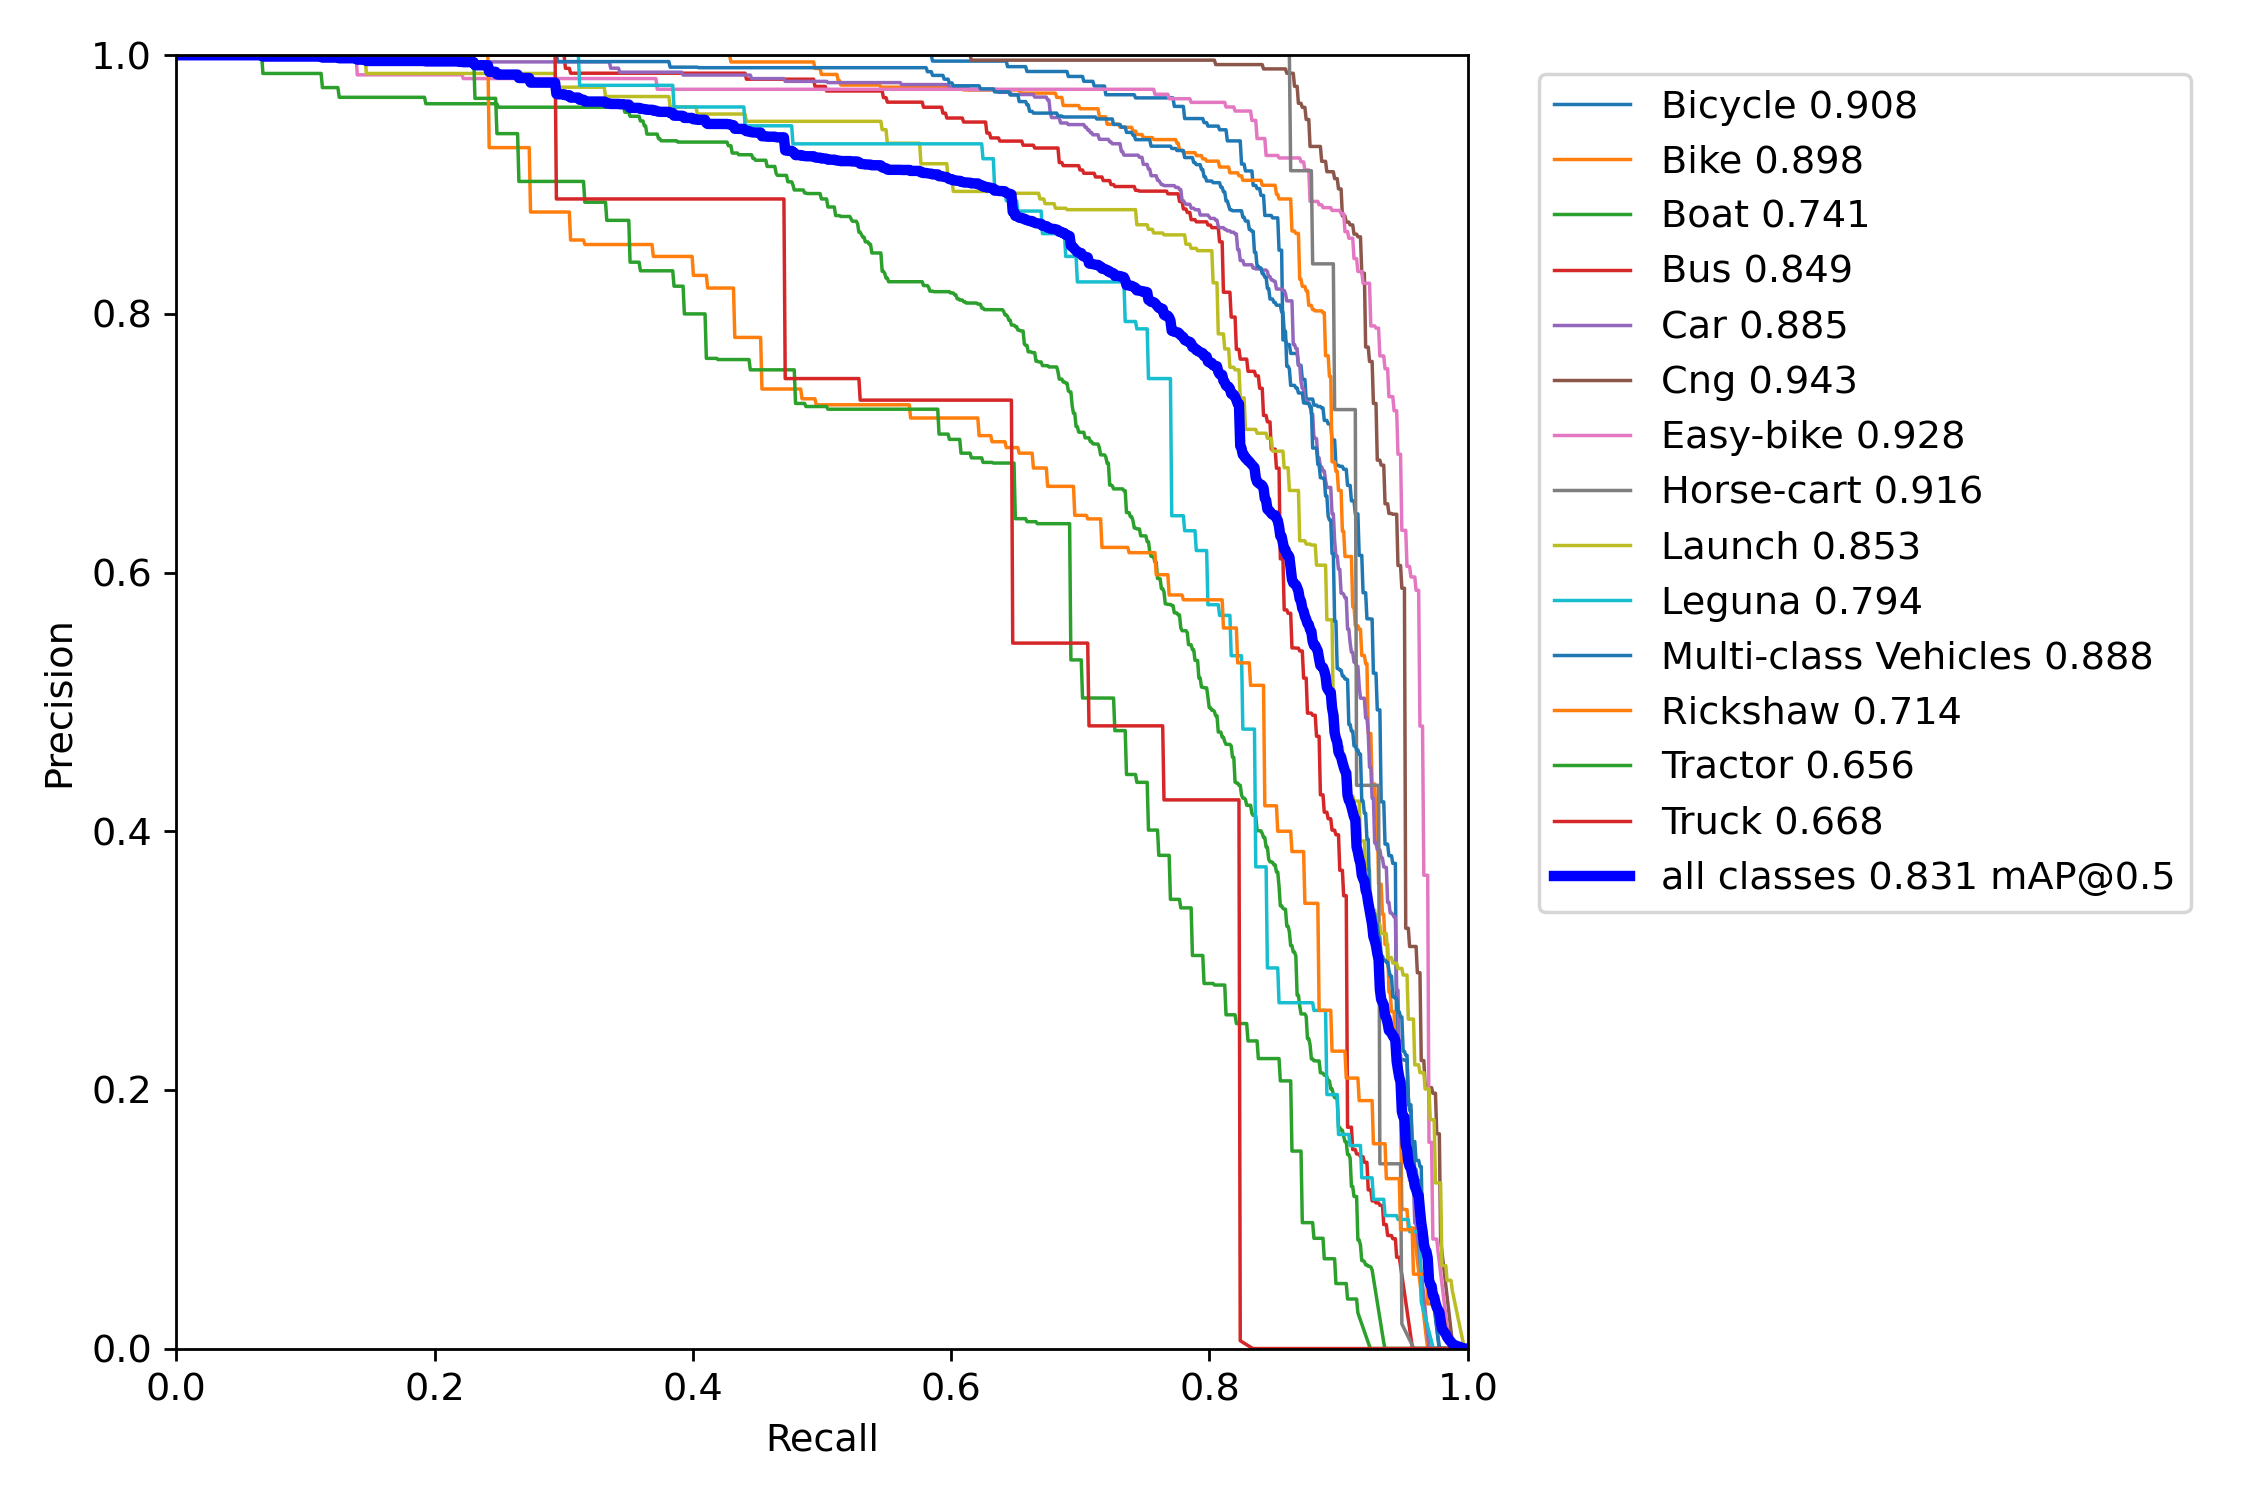 1.0
0.8
0.6
0.4
0.2
0.0
Precision
0.0 0.2 0.4 0.6 0.8 1.0
Recall
Bicycle 0.908
Bike 0.898
Boat 0.741
Bus 0.849
Car 0.885
Cng 0.943
Easy-bike 0.928
Horse-cart 0.916
Launch 0.853
Leguna 0.794
Multi-class Vehicles 0.888
Rickshaw 0.714
Tractor 0.656
Truck 0.668
all classes 0.831 mAP@0.5